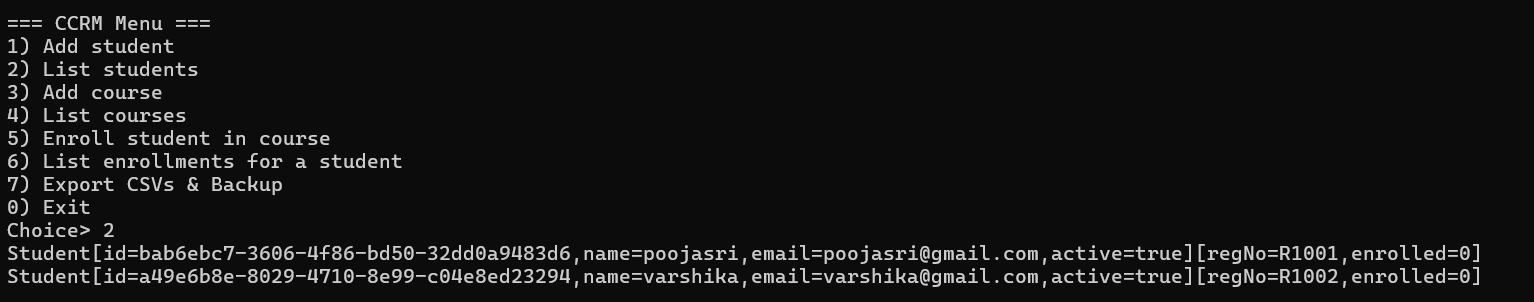 === CCRM Menu ===
1) Add student
2) List students
3) Add course
4) List courses
5) Enroll student in course
6) List enrollments for a student
7) Export CSVs & Backup
0) Exit
Choice> 2
Student[id=bab6ebc7-3606-4f86-bd50-32dd0a9483d6,name=poojasri,email=poojasri@gmail.com,active=true][regNo=R1001,enrolled=0]
Student[id=a49e6b8e-8029-4710-8e99-c04e8ed23294,name=varshika,email=varshika@gmail.com,active=true][regNo=R1002,enrolled=0]